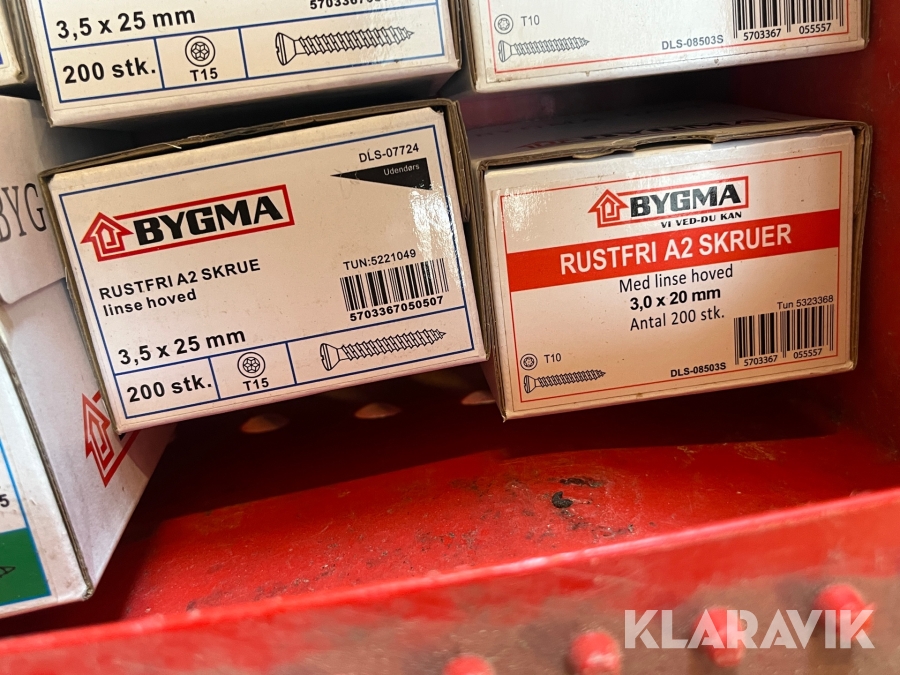 3,5 x 25 mm
5703367050507
200 stk.
T15
T10
DLS-08503S
5703367 055557
BYG
DLS-07724
Udendørs
BYGMA
RUSTFRI A2 SKRUE
linse hoved
TUN:5221049
5703367050507
3,5 x 25 mm
200 stk.
T15
BYGMA
VI VED-DU KAN
RUSTFRI A2 SKRUER
Med linse hoved
3,0 x 20 mm
Antal 200 stk.
Tun 5323368
T10
5703367 055557
DLS-08503S
5
KLARAVIK